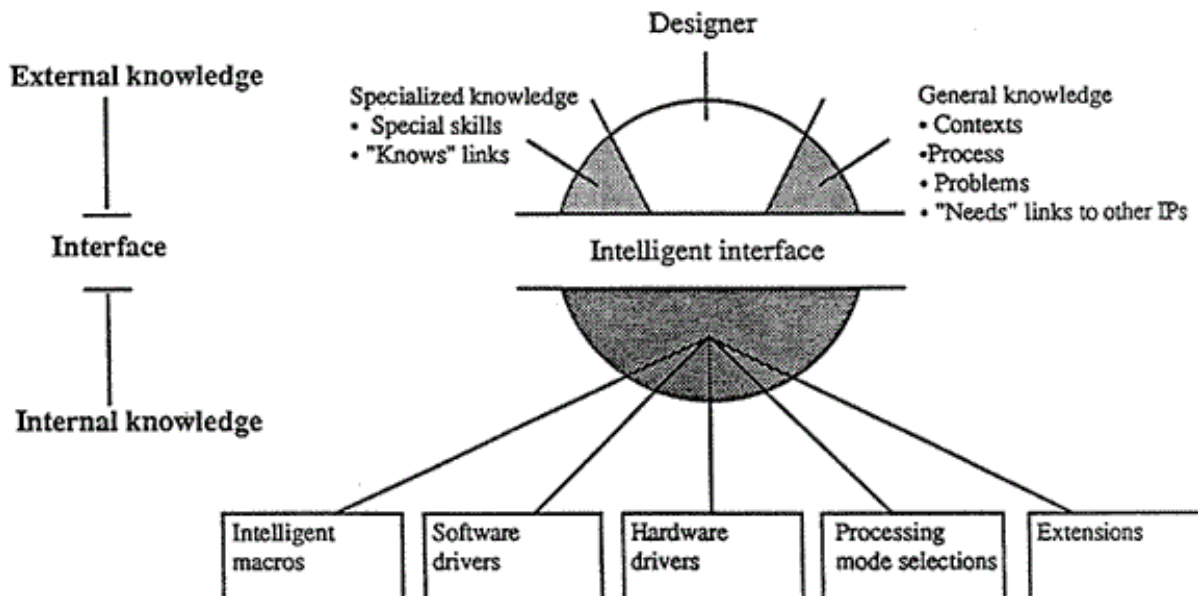 Designer
External knowledge
Specialized knowledge
• Special skills
• "Knows" links
General knowledge
• Contexts
•Process
• Problems
• "Needs" links to other IPs
Interface
Intelligent interface
Internal knowledge
Intelligent
macros
Software
drivers
Hardware
drivers
Processing
mode selections
Extensions